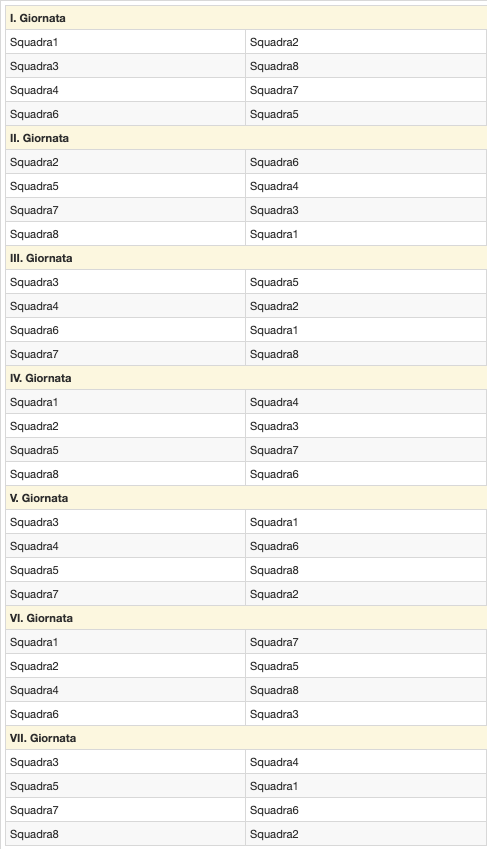 I. Giornata
Squadra1 Squadra2
Squadra3 Squadra8
Squadra4 Squadra7
Squadra6 Squadra5
II. Giornata
Squadra2 Squadra6
Squadra5 Squadra4
Squadra7 Squadra3
Squadra8 Squadra1
III. Giornata
Squadra3 Squadra5
Squadra4 Squadra2
Squadra6 Squadra1
Squadra7 Squadra8
IV. Giornata
Squadra1 Squadra4
Squadra2 Squadra3
Squadra5 Squadra7
Squadra8 Squadra6
V. Giornata
Squadra3 Squadra1
Squadra4 Squadra6
Squadra5 Squadra8
Squadra7 Squadra2
VI. Giornata
Squadra1 Squadra7
Squadra2 Squadra5
Squadra4 Squadra8
Squadra6 Squadra3
VII. Giornata
Squadra3 Squadra4
Squadra5 Squadra1
Squadra7 Squadra6
Squadra8 Squadra2